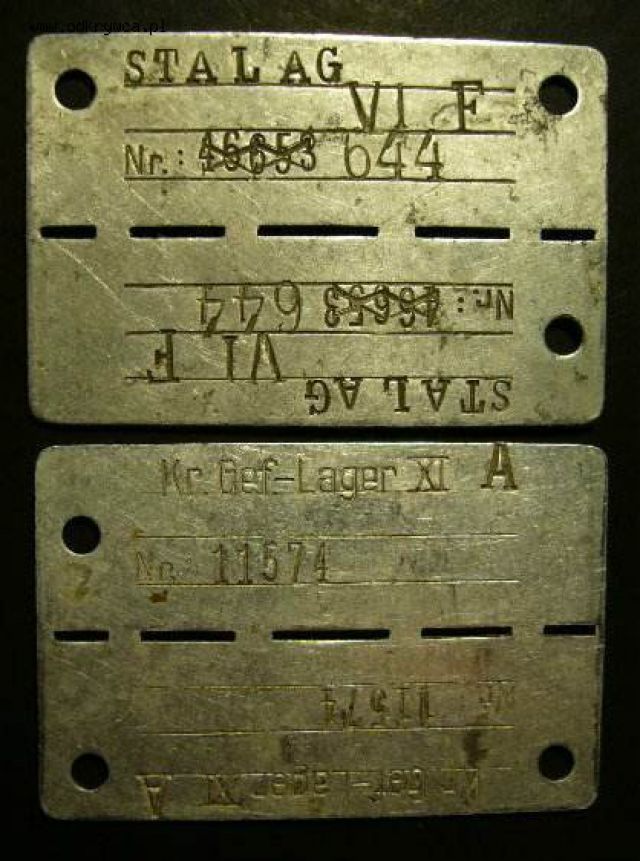 www.odkrywca.pl
STALAG
VI F
Nr.: 46653 644
Nr.: 46653 644
VI F
STALAG
Kr. Gef.-Lager XI A
Nr.: 11574
Nr. 11574
Kr. Gef.-Lager XI A